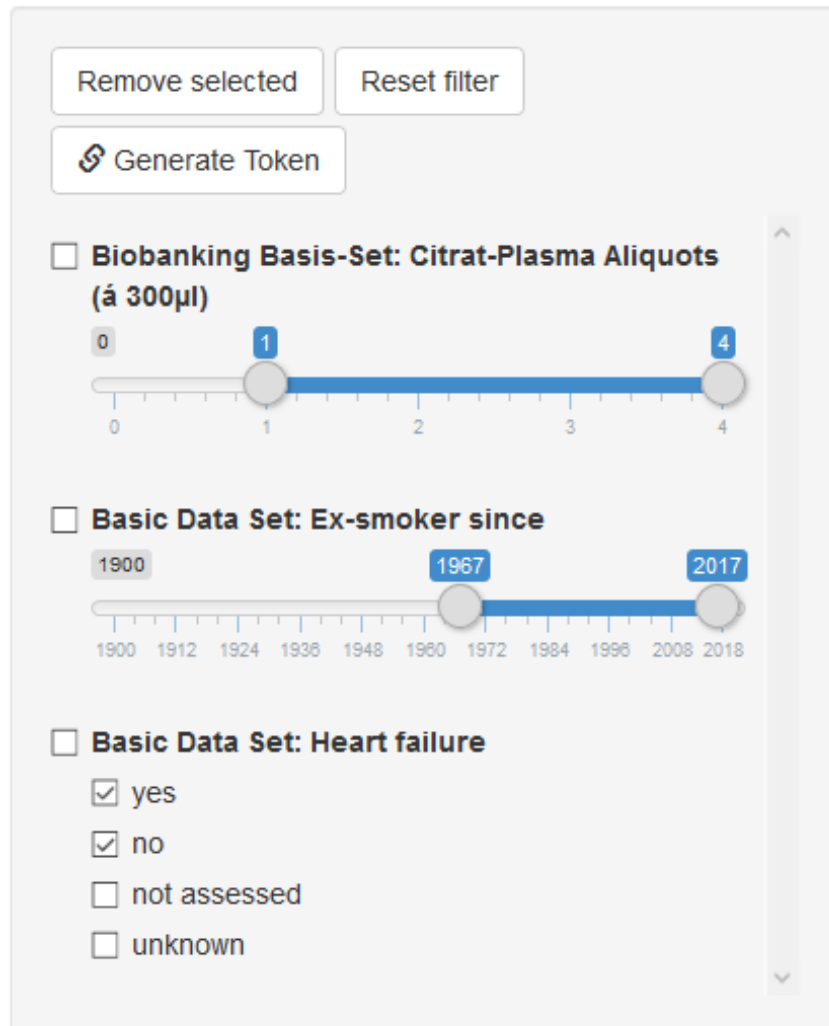 Remove selected
Reset filter
Generate Token
Biobanking Basis-Set: Citrat-Plasma Aliquots
(á 300µl)
0 1 4
0 1 2 3 4
Basic Data Set: Ex-smoker since
1900 1967 2017
1900 1912 1924 1936 1948 1960 1972 1984 1996 2008 2018
Basic Data Set: Heart failure
yes
no
not assessed
unknown